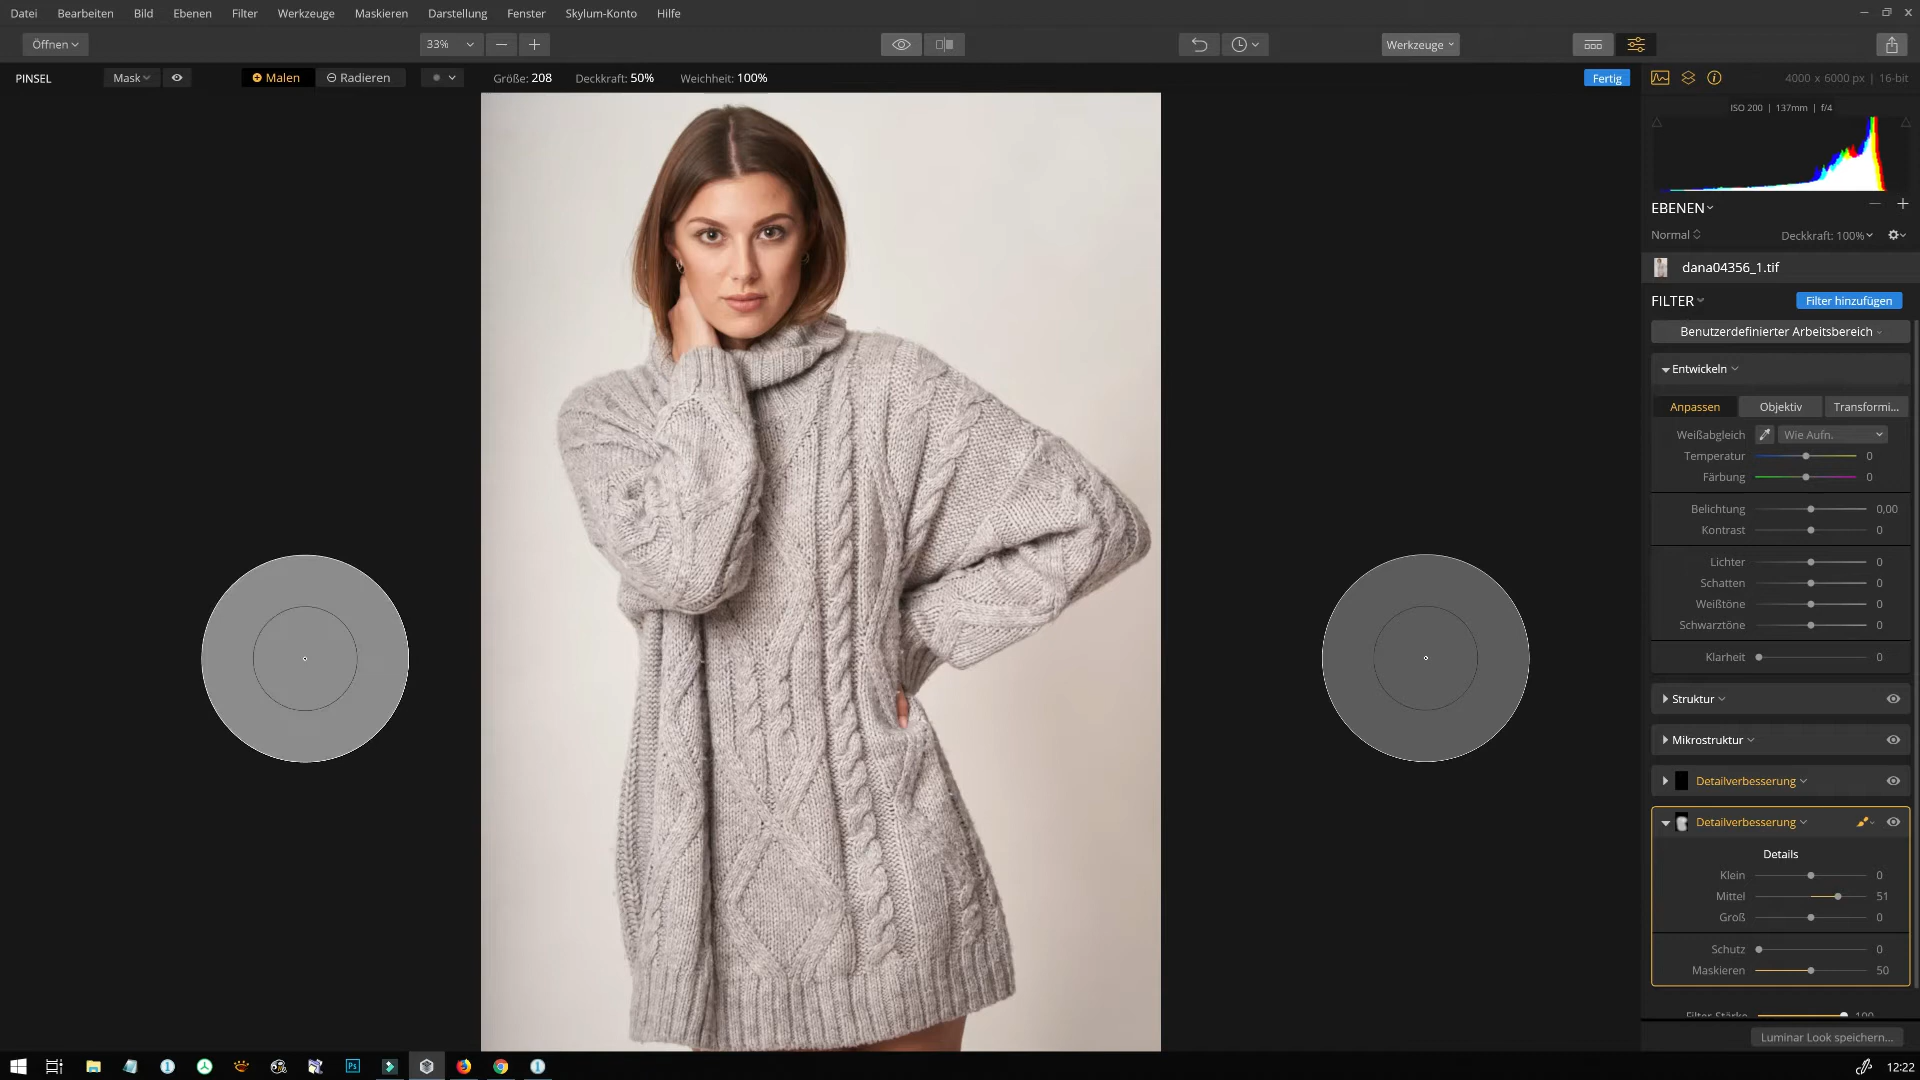 Datei Bearbeiten Bild Ebenen Filter Werkzeuge Maskieren Darstellung Fenster Skylum-Konto Hilfe
Öffnen 33% Werkzeuge
PINSEL Mask Malen Radieren Größe: 208 Deckkraft: 50% Weichheit: 100% Fertig
4000 x 6000 px | 16-bit
ISO 200 | 137mm | f/4
EBENEN
Normal Deckkraft: 100%
dana04356_1.tif
FILTER Filter hinzufügen
Benutzerdefinierter Arbeitsbereich
Entwickeln
Anpassen Objektiv Transformi...
Weißabgleich Wie Aufn.
Temperatur 0
Färbung 0
Belichtung 0,00
Kontrast 0
Lichter 0
Schatten 0
Weißtöne 0
Schwarztöne 0
Klarheit 0
Struktur
Mikrostruktur
Detailverbesserung
Detailverbesserung
Details
Klein 0
Mittel 51
Groß 0
Schutz 0
Maskieren 50
Filter Stärke 100
Luminar Look speichern...
Ps
12:22